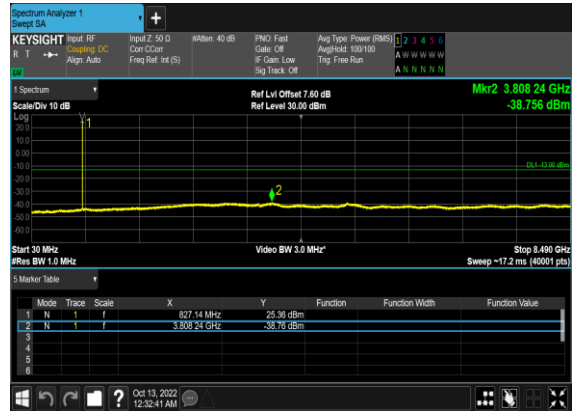 Spectrum Analyzer 1
Swept SA
+
KEYSIGHT Input: RF Input Z: 50 Ω #Atten: 40 dB PNO: Fast Avg Type: Power (RMS) 1 2 3 4 5 6
R T Coupling: DC Corr CCorr Gate: Off Avg|Hold: 100/100 A W W W W W
Align: Auto Freq Ref: Int (S) IF Gain: Low Trig: Free Run
Sig Track: Off A N N N N N
1 Spectrum Ref Lvl Offset 7.60 dB Mkr2 3.808 24 GHz
Scale/Div 10 dB Ref Level 30.00 dBm -38.756 dBm
Log
20.0
10.0
0.00
-10.0
-20.0
-30.0
-40.0
-50.0
-60.0
1
DL1 -13.00 dBm
2
Start 30 MHz Video BW 3.0 MHz* Stop 8.490 GHz
#Res BW 1.0 MHz Sweep ~17.2 ms (40001 pts)
5 Marker Table
Mode Trace Scale X Y Function Function Width Function Value
1 N 1 f 827.14 MHz 25.36 dBm
2 N 1 f 3.808 24 GHz -38.76 dBm
3
4
5
6
? Oct 13, 2022
12:32:41 AM